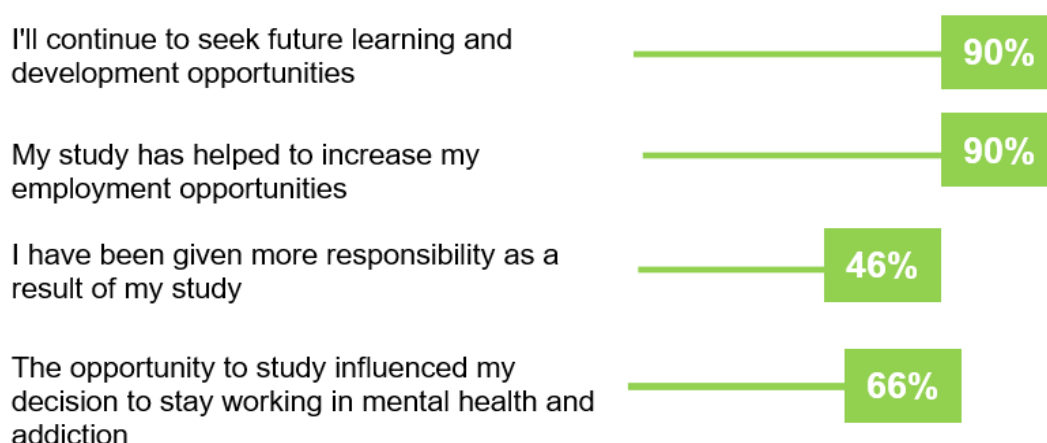 I'll continue to seek future learning and
development opportunities
90%
My study has helped to increase my
employment opportunities
90%
I have been given more responsibility as a
result of my study
46%
The opportunity to study influenced my
decision to stay working in mental health and
addiction
66%